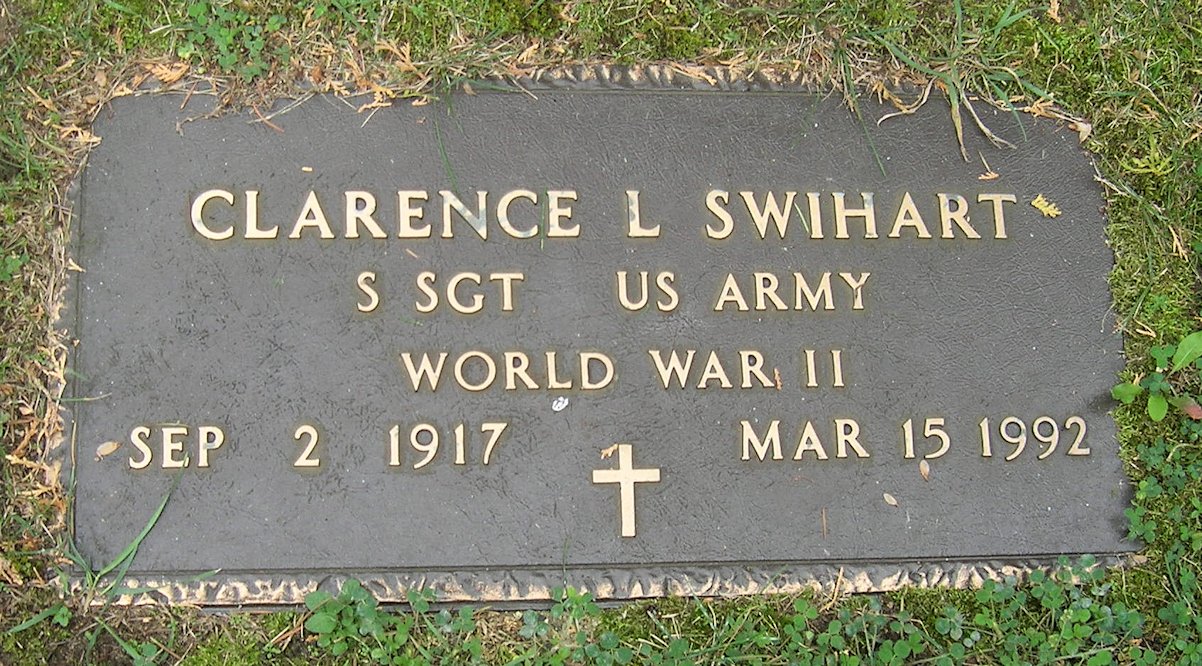 CLARENCE L SWIHART
S SGT US ARMY
WORLD WAR II
SEP 2 1917 MAR 15 1992